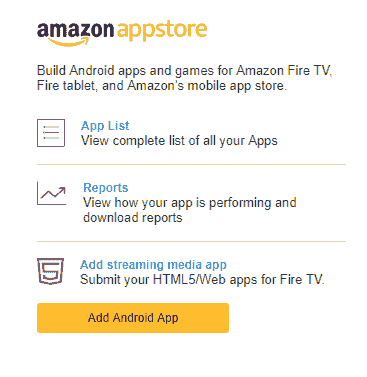 amazon appstore
Build Android apps and games for Amazon Fire TV,
Fire tablet, and Amazon's mobile app store.
App List
View complete list of all your Apps
Reports
View how your app is performing and
download reports
Add streaming media app
Submit your HTML5/Web apps for Fire TV.
Add Android App